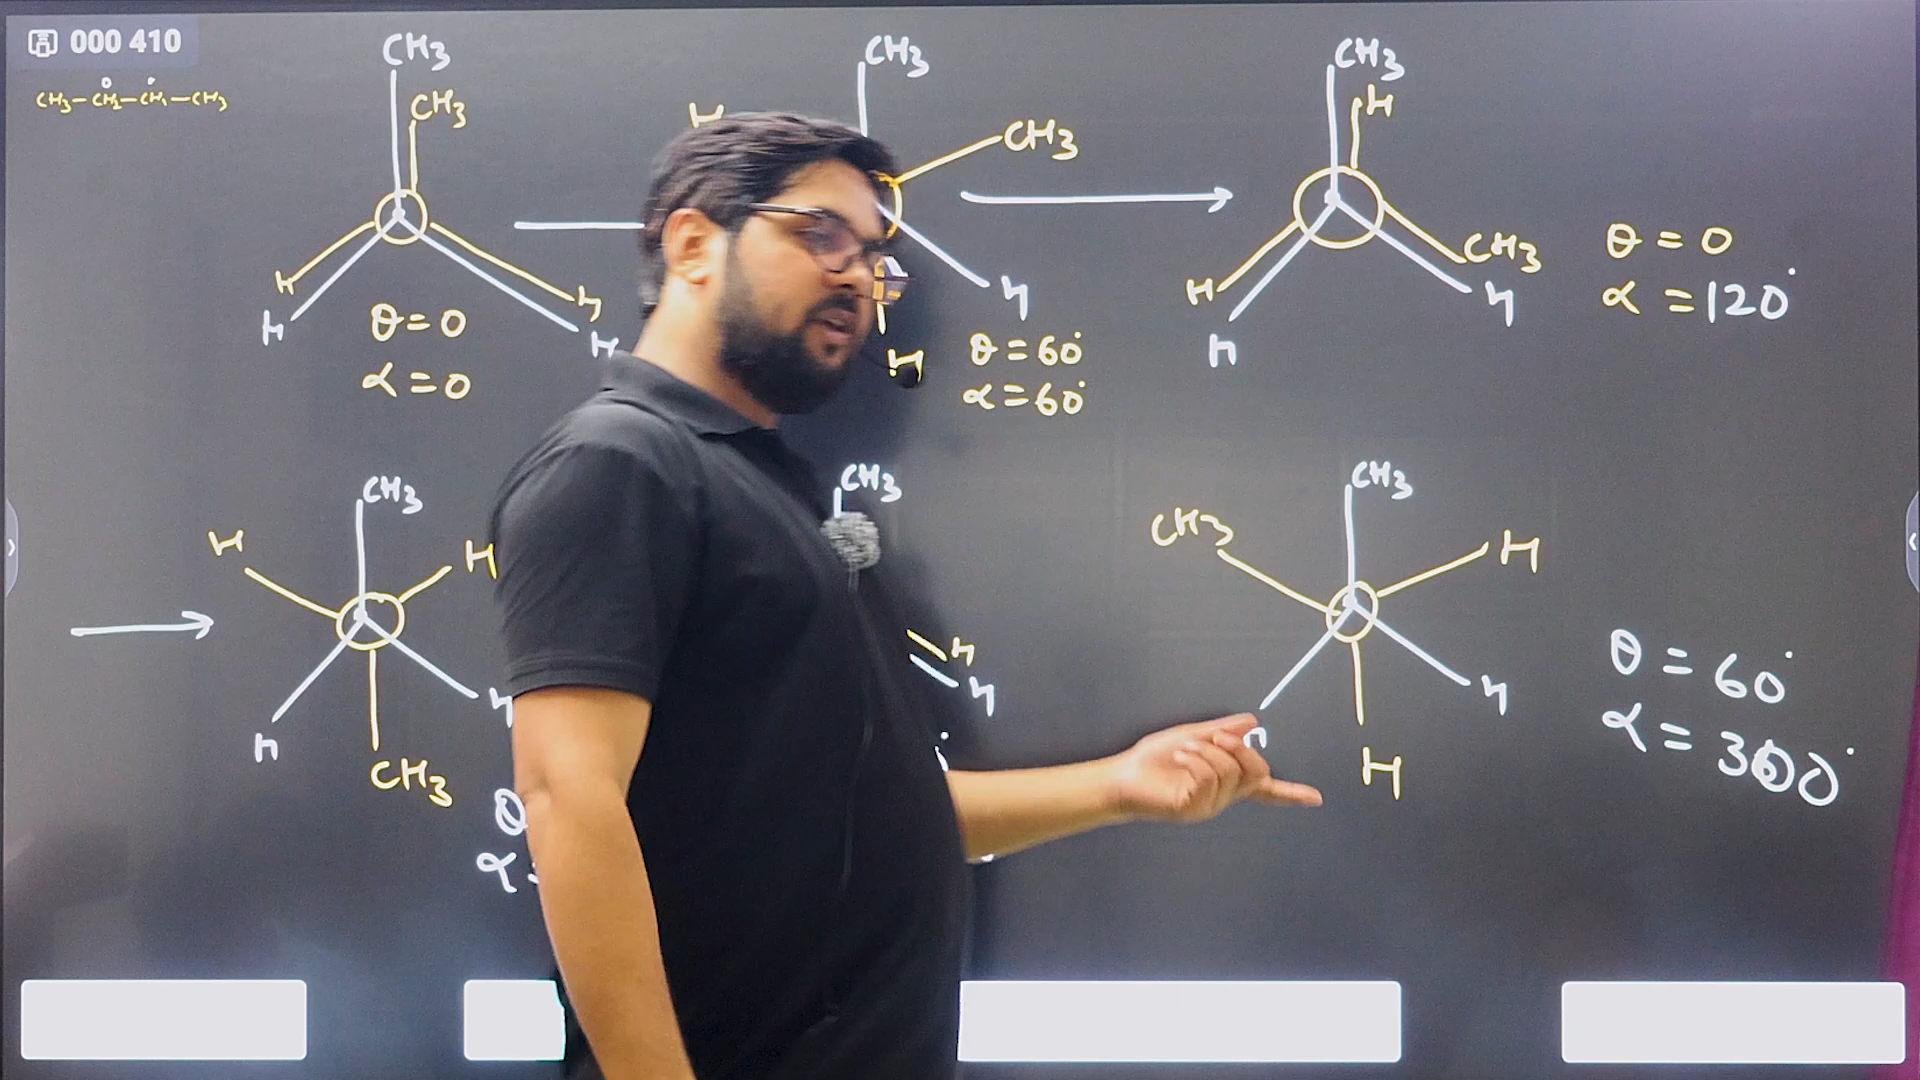 000 410
CH3-CH2-CH2-CH3
CH3
CH3
H
H
H
H
θ = 0
α = 0
CH3
H
CH3
H
H
θ = 60°
α = 60°
CH3
H
CH3
H
H
H
θ = 0
α = 120°
CH3
H
H
H
H
CH3
θ
α =
CH3
H
H
CH3
CH3
H
H
H
H
θ = 60°
α = 300°